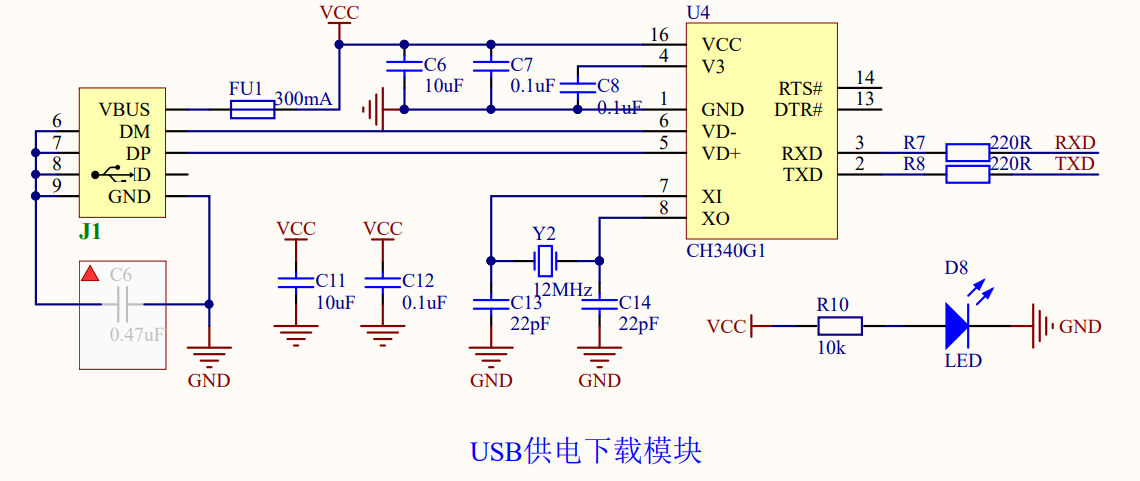 VCC
U4
16
VCC
4
V3
C6
10uF
C7
0.1uF
C8
0.1uF
FU1
300mA
RTS#
14
DTR#
13
VBUS
1
GND
6
DM
6
VD-
7
DP
5
VD+
RXD
3
R7
220R
RXD
8
D
TXD
2
R8
220R
TXD
9
GND
7
XI
8
XO
J1
CH340G1
VCC
VCC
Y2
12MHz
C6
0.47uF
C11
10uF
C12
0.1uF
C13
22pF
C14
22pF
D8
R10
VCC
10k
GND
LED
GND
GND
GND
USB供电下载模块